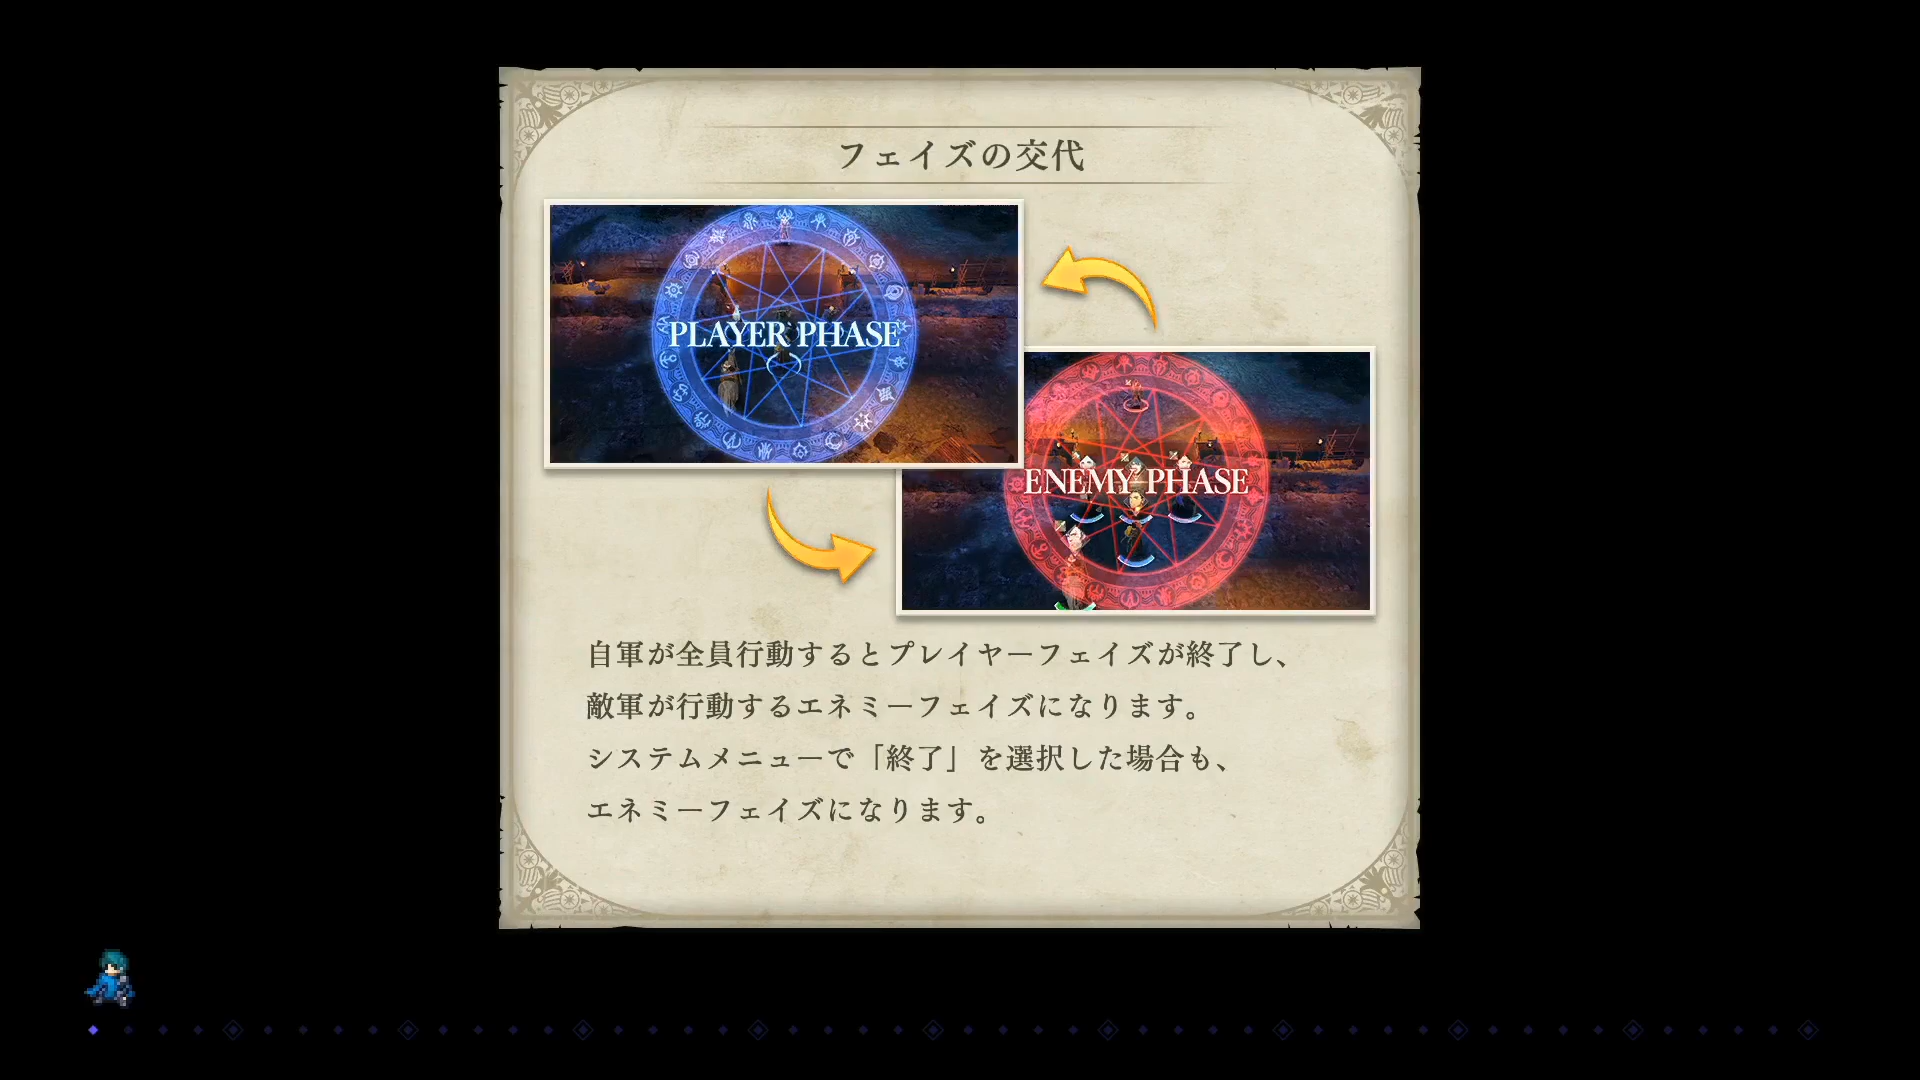 フェイズの交代
PLAYER PHASE
ENEMY PHASE
自軍が全員行動するとプレイヤーフェイズが終了し、
敵軍が行動するエネミーフェイズになります。
システムメニューで「終了」を選択した場合も、
エネミーフェイズになります。